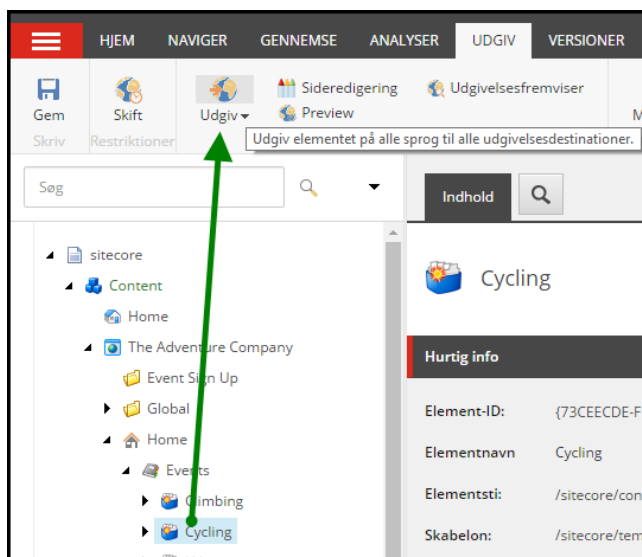 HJEM NAVIGER GENNEMSE ANALYSER UDGIV VERSIONER
Gem Skift Udgiv Sideredigering Udgivelsesfremviser
Preview
Skriv Restriktioner
Udgiv elementet på alle sprog til alle udgivelsesdestinationer.
Søg
Indhold
sitecore
Content
Home
The Adventure Company
Event Sign Up
Global
Home
Events
Climbing
Cycling
Cycling
Hurtig info
Element-ID: {73CEECDE-F
Elementnavn Cycling
Elementsti: /sitecore/con
Skabelon: /sitecore/tem